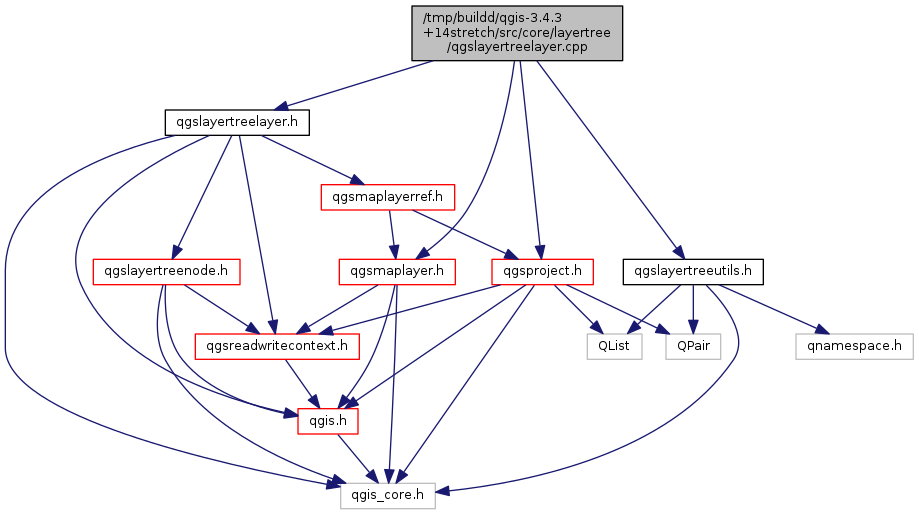 /tmp/buildd/qgis-3.4.3
+14stretch/src/core/layertree
/qgslayertreelayer.cpp
qgslayertreelayer.h
qgsmaplayerref.h
qgslayertreenode.h
qgsmaplayer.h
qgsproject.h
qgslayertreeutils.h
qgsreadwritecontext.h
QList
QPair
qnamespace.h
qgis.h
qgis_core.h